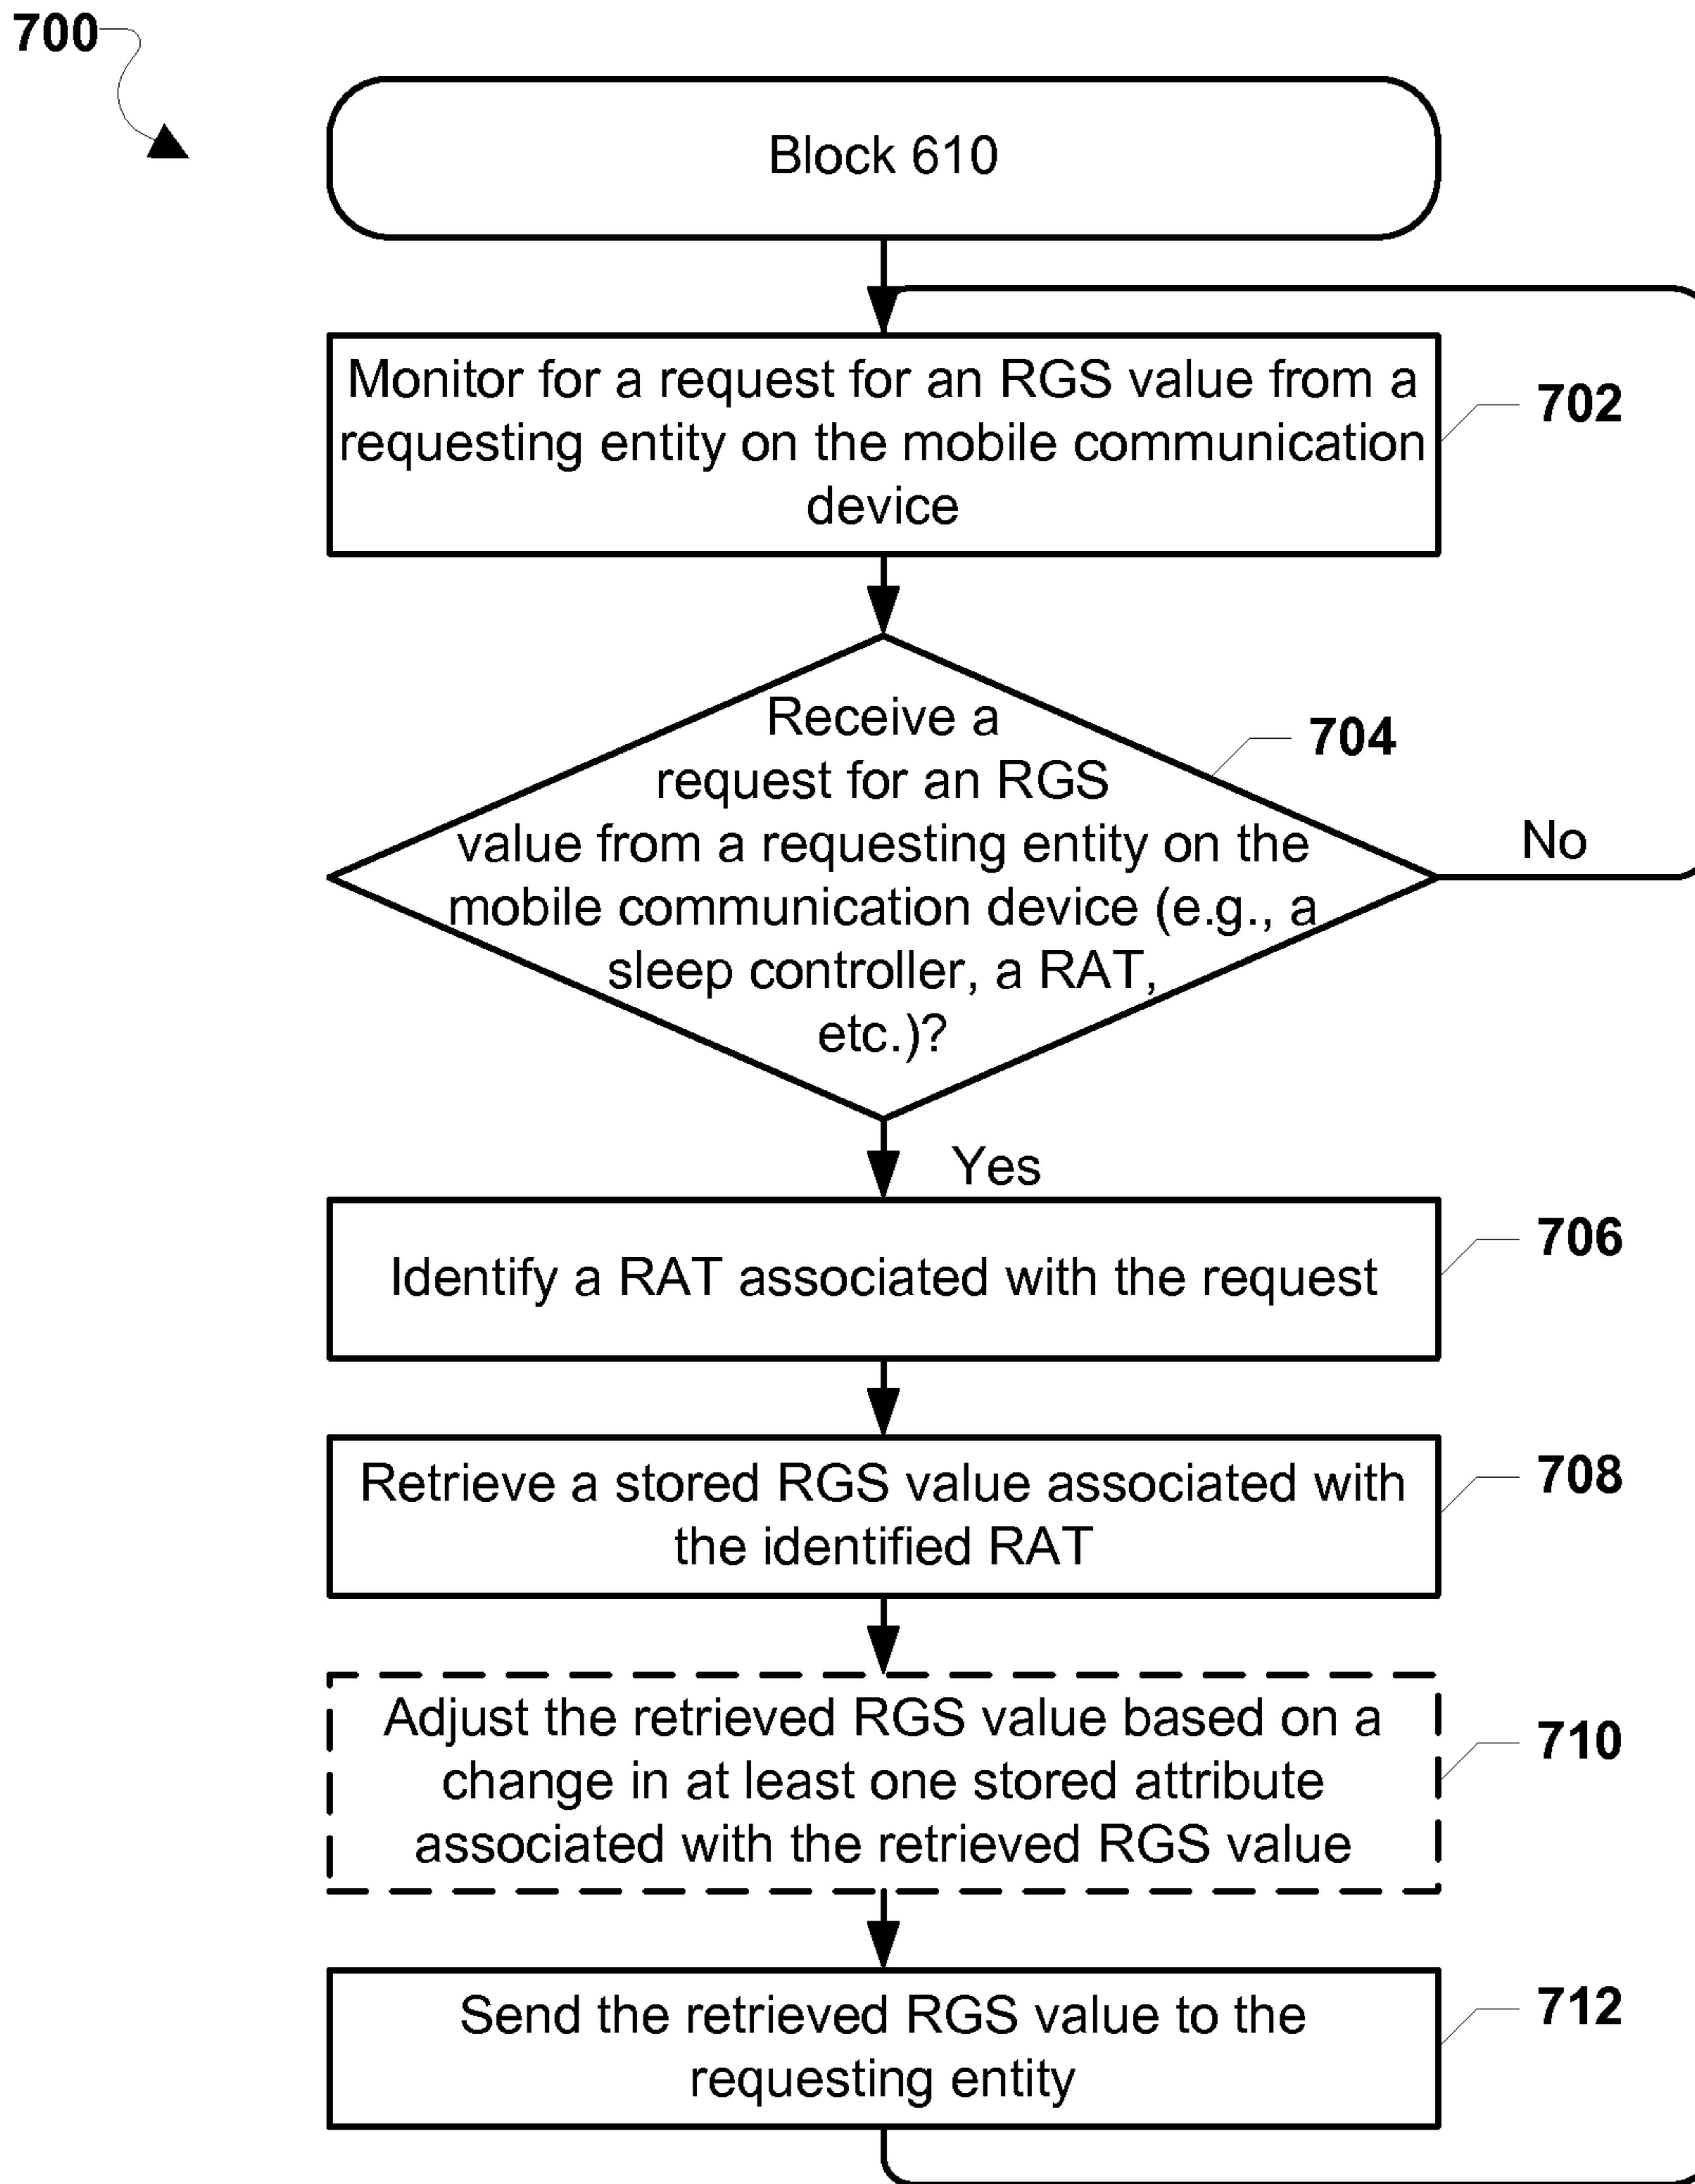 700
Block 610
Monitor for a request for an RGS value from a
requesting entity on the mobile communication
device
702
Receive a
request for an RGS
value from a requesting entity on the
mobile communication device (e.g., a
sleep controller, a RAT,
etc.)?
704
No
Yes
Identify a RAT associated with the request
706
Retrieve a stored RGS value associated with
the identified RAT
708
Adjust the retrieved RGS value based on a
change in at least one stored attribute
associated with the retrieved RGS value
710
Send the retrieved RGS value to the
requesting entity
712